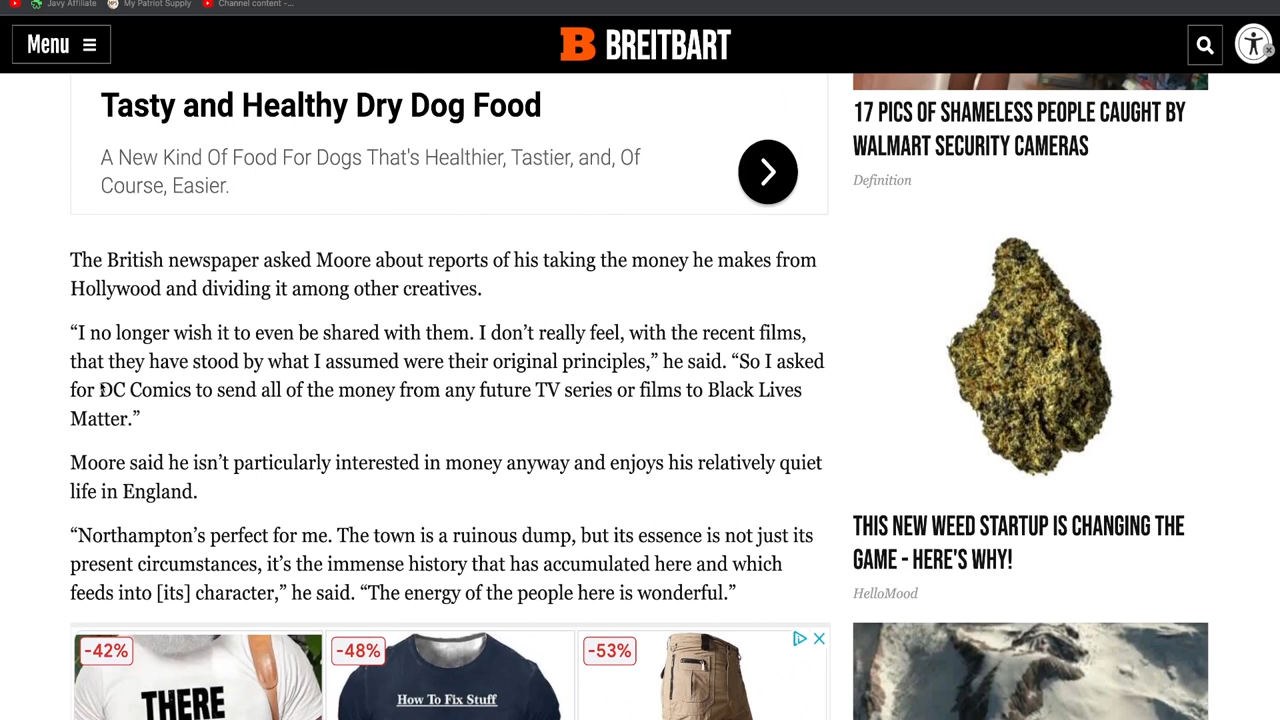 Javy Affiliate
My Patriot Supply
Channel content -...
Menu
B BREITBART
Tasty and Healthy Dry Dog Food
A New Kind Of Food For Dogs That's Healthier, Tastier, and, Of
Course, Easier.
The British newspaper asked Moore about reports of his taking the money he makes from
Hollywood and dividing it among other creatives.
“I no longer wish it to even be shared with them. I don’t really feel, with the recent films,
that they have stood by what I assumed were their original principles,” he said. “So I asked
for DC Comics to send all of the money from any future TV series or films to Black Lives
Matter.”
Moore said he isn’t particularly interested in money anyway and enjoys his relatively quiet
life in England.
“Northampton’s perfect for me. The town is a ruinous dump, but its essence is not just its
present circumstances, it’s the immense history that has accumulated here and which
feeds into [its] character,” he said. “The energy of the people here is wonderful.”
-42%
THERE
-48%
How To Fix Stuff
-53%
17 PICS OF SHAMELESS PEOPLE CAUGHT BY
WALMART SECURITY CAMERAS
Definition
THIS NEW WEED STARTUP IS CHANGING THE
GAME - HERE'S WHY!
HelloMood